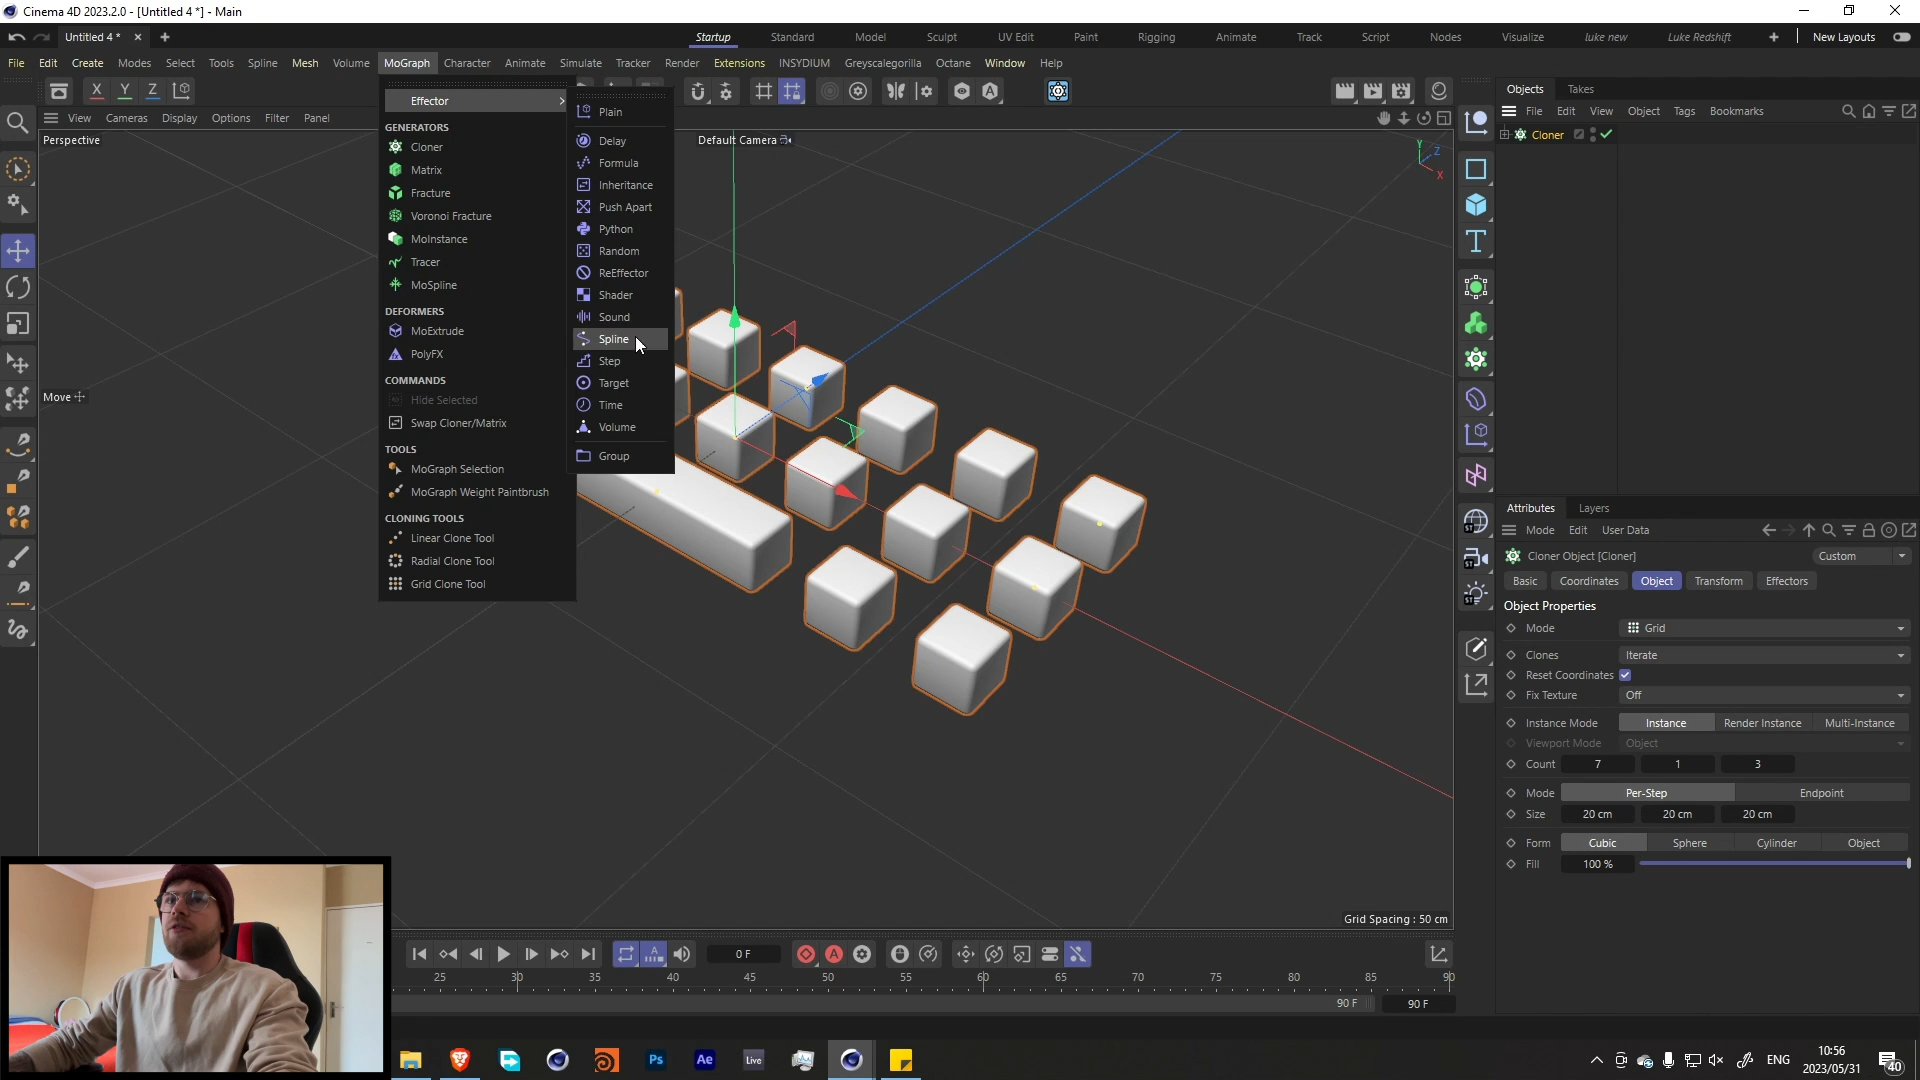 Cinema 4D 2023.2.0 - [Untitled 4 *] - Main
Untitled 4 *
Startup Standard Model Sculpt UV Edit Paint Rigging Animate Track Script Nodes Visualize luke new Luke Redshift New Layouts
File Edit Create Modes Select Tools Spline Mesh Volume MoGraph Character Animate Simulate Tracker Render Extensions INSYDIUM Greyscalegorilla Octane Window Help
X Y Z
View Cameras Display Options Filter Panel
Perspective
Default Camera
Y
Z
X
Move
Effector
GENERATORS
Cloner
Matrix
Fracture
Voronoi Fracture
MoInstance
Tracer
MoSpline
DEFORMERS
MoExtrude
PolyFX
COMMANDS
Hide Selected
Swap Cloner/Matrix
TOOLS
MoGraph Selection
MoGraph Weight Paintbrush
CLONING TOOLS
Linear Clone Tool
Radial Clone Tool
Grid Clone Tool
Plain
Delay
Formula
Inheritance
Push Apart
Python
Random
ReEffector
Shader
Sound
Spline
Step
Target
Time
Volume
Group
Grid Spacing : 50 cm
ST
ST
ST
Objects Takes
File Edit View Object Tags Bookmarks
Cloner
Attributes Layers
Mode Edit User Data
Cloner Object [Cloner] Custom
Basic Coordinates Object Transform Effectors
Object Properties
Mode Grid
Clones Iterate
Reset Coordinates
Fix Texture Off
Instance Mode Instance Render Instance Multi-Instance
Viewport Mode Object
Count 7 1 3
Mode Per-Step Endpoint
Size 20 cm 20 cm 20 cm
Form Cubic Sphere Cylinder Object
Fill 100 %
0 F
25 30 35 40 45 50 55 60 65 70 75 80 85 90
90 F 90 F
Ps Ae Live
ENG
10:56
2023/05/31
40